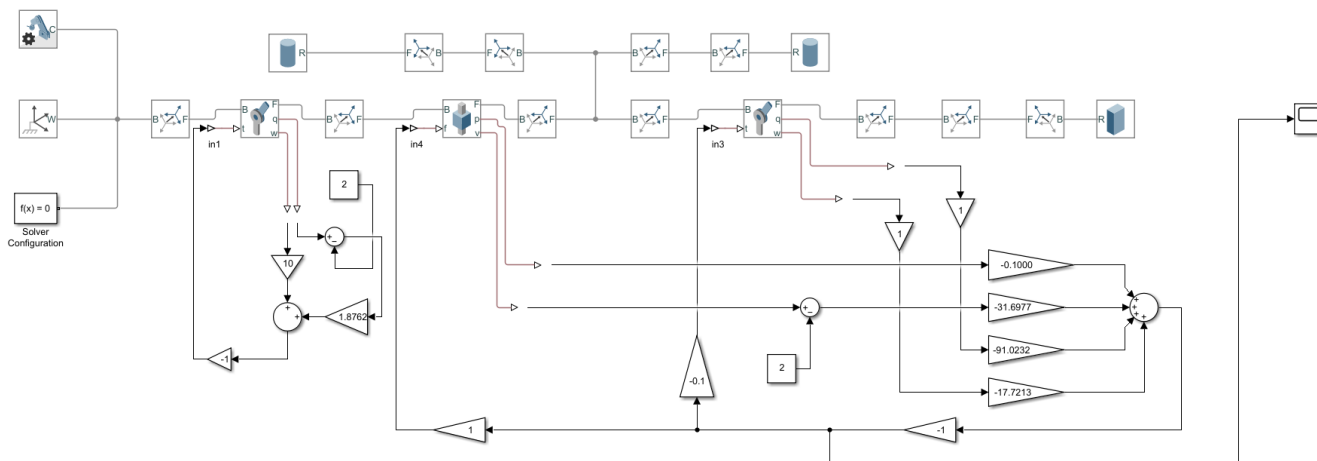 C
R
F
B
F
B
B
F
B
F
R
W
B
F
B
F
q
w
t
in1
B
F
B
F
p
v
f
in4
B
F
B
F
B
F
q
w
t
in3
B
F
B
F
F
B
R
f(x) = 0
Solver
Configuration
2
1
1
10
-0.1000
1.8762
-31.6977
-1
2
-0.1
-91.0232
-17.7213
1
-1